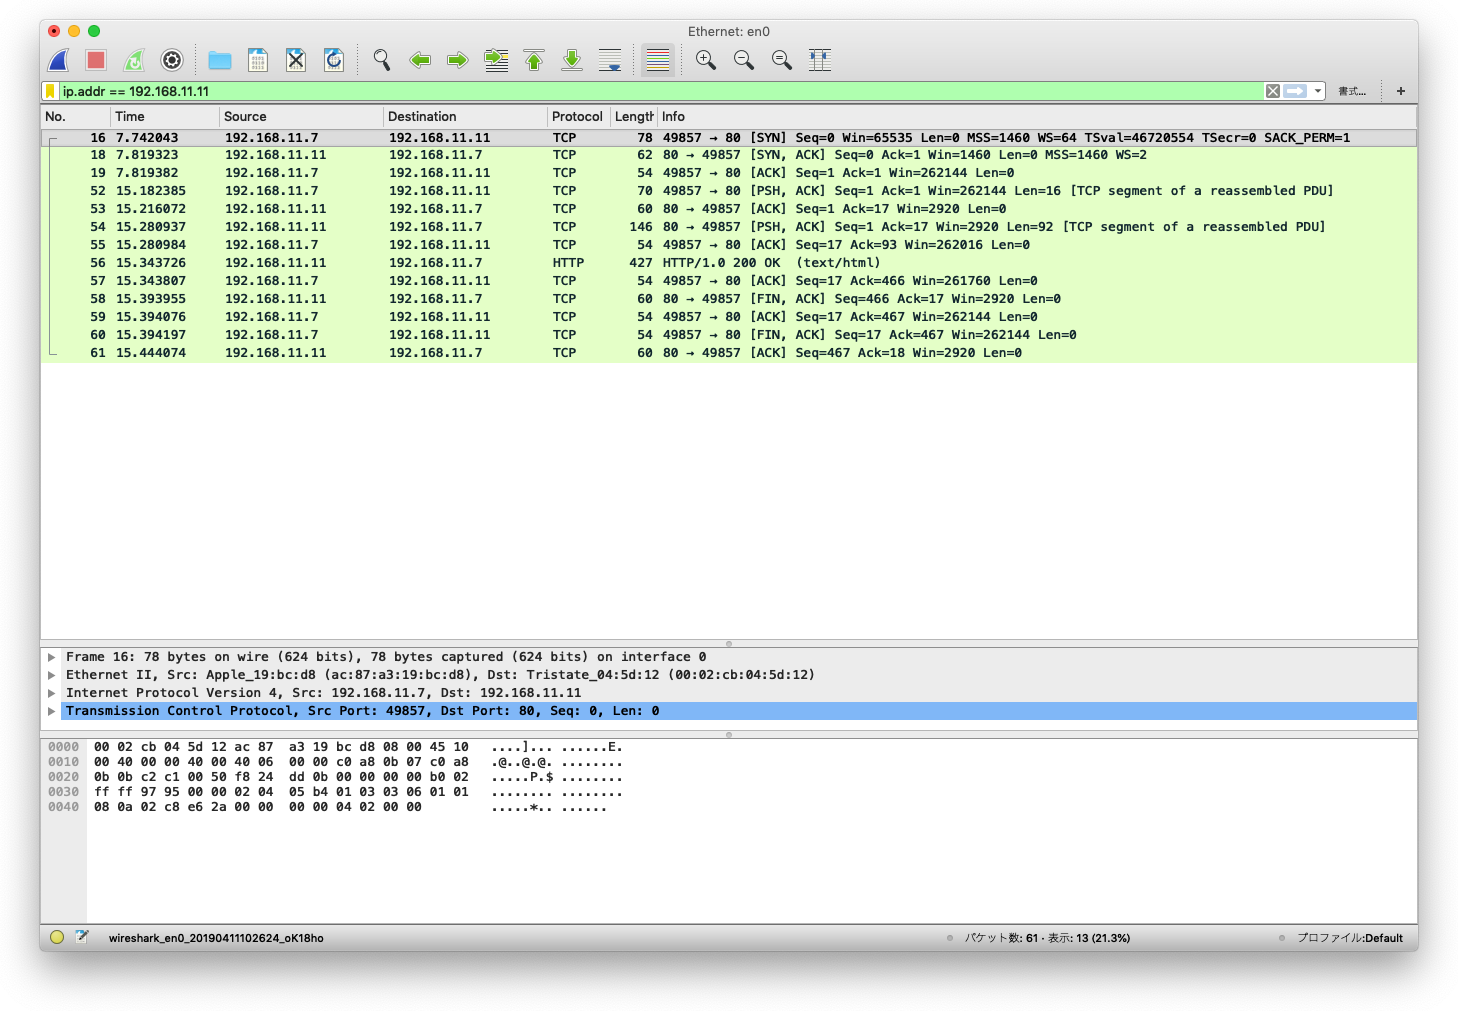 Ethernet: en0
ip.addr == 192.168.11.11 書式... +
No. Time Source Destination Protocol Length Info
16 7.742043 192.168.11.7 192.168.11.11 TCP 78 49857 → 80 [SYN] Seq=0 Win=65535 Len=0 MSS=1460 WS=64 TSval=46720554 TSecr=0 SACK_PERM=1
18 7.819323 192.168.11.11 192.168.11.7 TCP 62 80 → 49857 [SYN, ACK] Seq=0 Ack=1 Win=1460 Len=0 MSS=1460 WS=2
19 7.819382 192.168.11.7 192.168.11.11 TCP 54 49857 → 80 [ACK] Seq=1 Ack=1 Win=262144 Len=0
52 15.182385 192.168.11.7 192.168.11.11 TCP 70 49857 → 80 [PSH, ACK] Seq=1 Ack=1 Win=262144 Len=16 [TCP segment of a reassembled PDU]
53 15.216072 192.168.11.11 192.168.11.7 TCP 60 80 → 49857 [ACK] Seq=1 Ack=17 Win=2920 Len=0
54 15.280937 192.168.11.11 192.168.11.7 TCP 146 80 → 49857 [PSH, ACK] Seq=1 Ack=17 Win=2920 Len=92 [TCP segment of a reassembled PDU]
55 15.280984 192.168.11.7 192.168.11.11 TCP 54 49857 → 80 [ACK] Seq=17 Ack=93 Win=262016 Len=0
56 15.343726 192.168.11.11 192.168.11.7 HTTP 427 HTTP/1.0 200 OK  (text/html)
57 15.343807 192.168.11.7 192.168.11.11 TCP 54 49857 → 80 [ACK] Seq=17 Ack=466 Win=261760 Len=0
58 15.393955 192.168.11.11 192.168.11.7 TCP 60 80 → 49857 [FIN, ACK] Seq=466 Ack=17 Win=2920 Len=0
59 15.394076 192.168.11.7 192.168.11.11 TCP 54 49857 → 80 [ACK] Seq=17 Ack=467 Win=262144 Len=0
60 15.394197 192.168.11.7 192.168.11.11 TCP 54 49857 → 80 [FIN, ACK] Seq=17 Ack=467 Win=262144 Len=0
61 15.444074 192.168.11.11 192.168.11.7 TCP 60 80 → 49857 [ACK] Seq=467 Ack=18 Win=2920 Len=0
Frame 16: 78 bytes on wire (624 bits), 78 bytes captured (624 bits) on interface 0
Ethernet II, Src: Apple_19:bc:d8 (ac:87:a3:19:bc:d8), Dst: Tristate_04:5d:12 (00:02:cb:04:5d:12)
Internet Protocol Version 4, Src: 192.168.11.7, Dst: 192.168.11.11
Transmission Control Protocol, Src Port: 49857, Dst Port: 80, Seq: 0, Len: 0
0000 00 02 cb 04 5d 12 ac 87 a3 19 bc d8 08 00 45 10 ....]... ......E.
0010 00 40 00 00 40 00 40 06 00 00 c0 a8 0b 07 c0 a8 .@..@.@. ........
0020 0b 0b c2 c1 00 50 f8 24 dd 0b 00 00 00 00 b0 02 .....P.$ ........
0030 ff ff 97 95 00 00 02 04 05 b4 01 03 03 06 01 01 ........ ........
0040 08 0a 02 c8 e6 2a 00 00 00 00 04 02 00 00 .....*.. ......
wireshark_en0_20190411102624_oK18ho パケット数: 61 · 表示: 13 (21.3%) プロファイル:Default